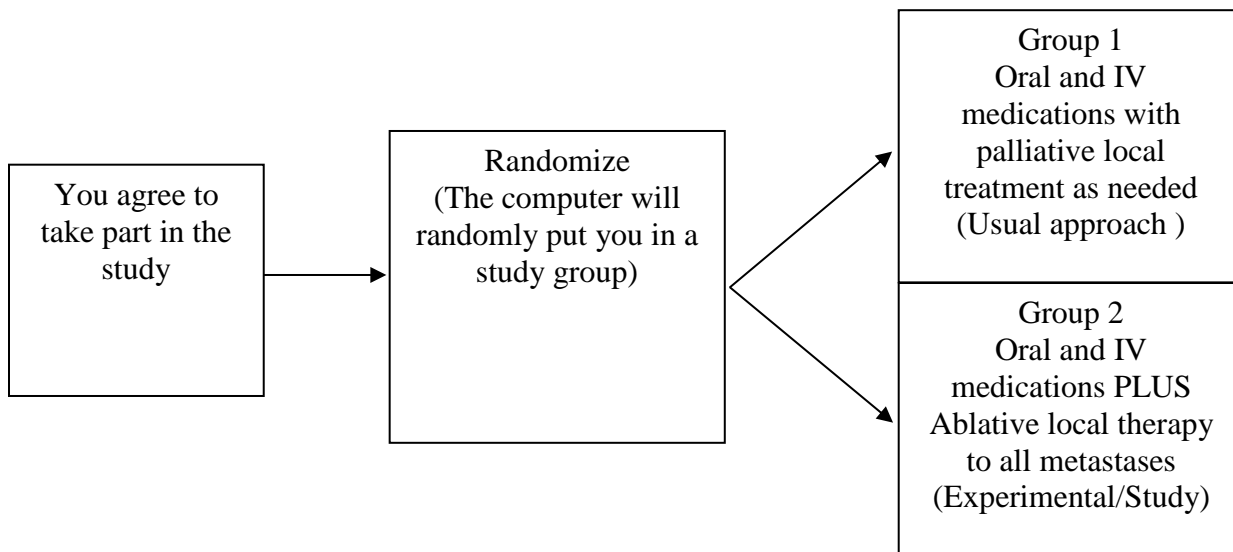 You agree to
take part in the
study
Randomize
(The computer will
randomly put you in a
study group)
Group 1
Oral and IV
medications with
palliative local
treatment as needed
(Usual approach )
Group 2
Oral and IV
medications PLUS
Ablative local therapy
to all metastases
(Experimental/Study)